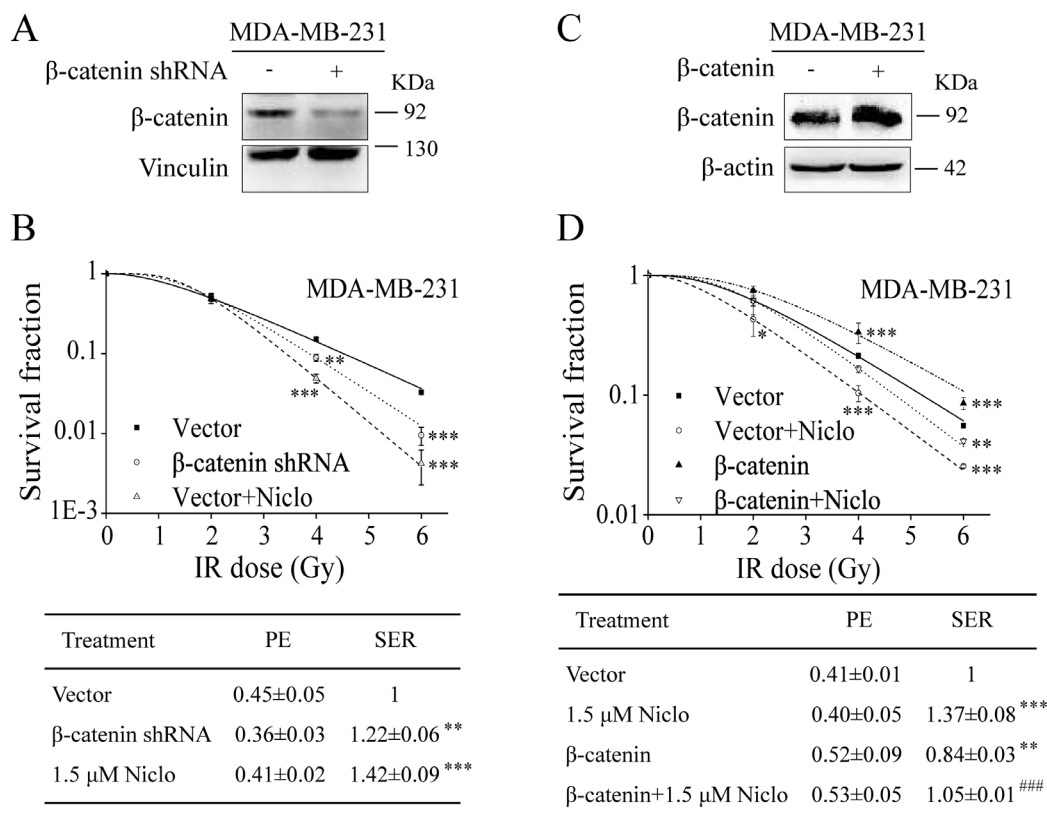 A
MDA-MB-231
β-catenin shRNA - +
KDa
β-catenin
92
130
Vinculin
C
MDA-MB-231
β-catenin - +
KDa
β-catenin
92
β-actin
42
B
MDA-MB-231
Survival fraction
1
0.1
0.01
1E-3
**
***
***
***
Vector
β-catenin shRNA
Vector+Niclo
0 1 2 3 4 5 6
IR dose (Gy)
D
MDA-MB-231
Survival fraction
1
0.1
0.01
*
***
***
***
**
***
Vector
Vector+Niclo
β-catenin
β-catenin+Niclo
0 1 2 3 4 5 6
IR dose (Gy)
Treatment PE SER
Vector 0.45±0.05 1
β-catenin shRNA 0.36±0.03 1.22±0.06 **
1.5 μM Niclo 0.41±0.02 1.42±0.09 ***
Treatment PE SER
Vector 0.41±0.01 1
1.5 μM Niclo 0.40±0.05 1.37±0.08 ***
β-catenin 0.52±0.09 0.84±0.03 **
β-catenin+1.5 μM Niclo 0.53±0.05 1.05±0.01 ###